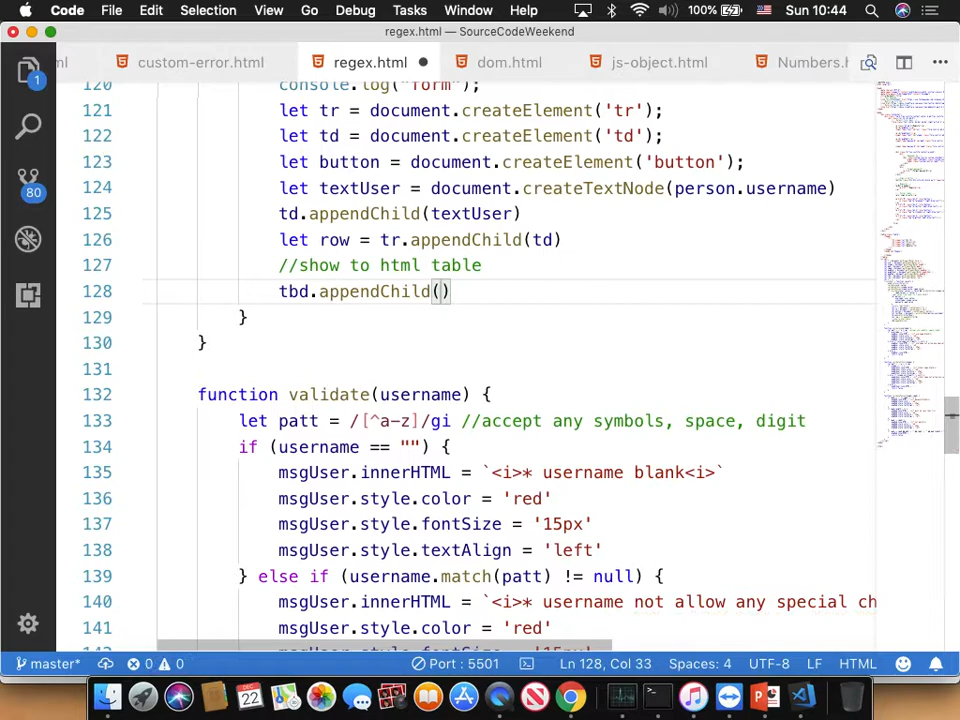 Code File Edit Selection View Go Debug Tasks Window Help 100% Sun 10:44
regex.html — SourceCodeWeekend
ml custom-error.html regex.html dom.html js-object.html Numbers.h
120 console.log("form");
121 let tr = document.createElement('tr');
122 let td = document.createElement('td');
123 let button = document.createElement('button');
124 let textUser = document.createTextNode(person.username)
125 td.appendChild(textUser)
126 let row = tr.appendChild(td)
127 //show to html table
128 tbd.appendChild()
129 }
130 }
131
132 function validate(username) {
133 let patt = /[^a-z]/gi //accept any symbols, space, digit
134 if (username == "") {
135 msgUser.innerHTML = `<i>* username blank<i>`
136 msgUser.style.color = 'red'
137 msgUser.style.fontSize = '15px'
138 msgUser.style.textAlign = 'left'
139 } else if (username.match(patt) != null) {
140 msgUser.innerHTML = `<i>* username not allow any special ch
141 msgUser.style.color = 'red'
1
80
master* 0 0 Port : 5501 Ln 128, Col 33 Spaces: 4 UTF-8 LF HTML
DEC
22